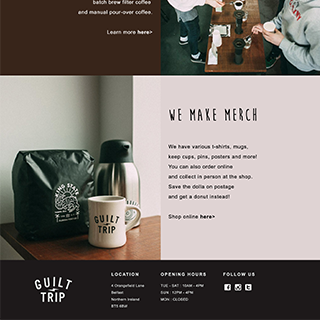 batch brew filter coffee
and manual pour-over coffee.
Learn more here>
WE MAKE MERCH
We have various t-shirts, mugs,
keep cups, pins, posters and more!
You can also order online
and collect in person at the shop.
Save the dolla on postage
and get a donut instead!
Shop online here>
GUILT
TRIP
GUILT
TRIP
LOCATION
4 Orangefield Lane
Belfast
Northern Ireland
BT5 6BW
OPENING HOURS
TUE - SAT : 10AM - 4PM
SUN : 12PM - 4PM
MON : CLOSED
FOLLOW US